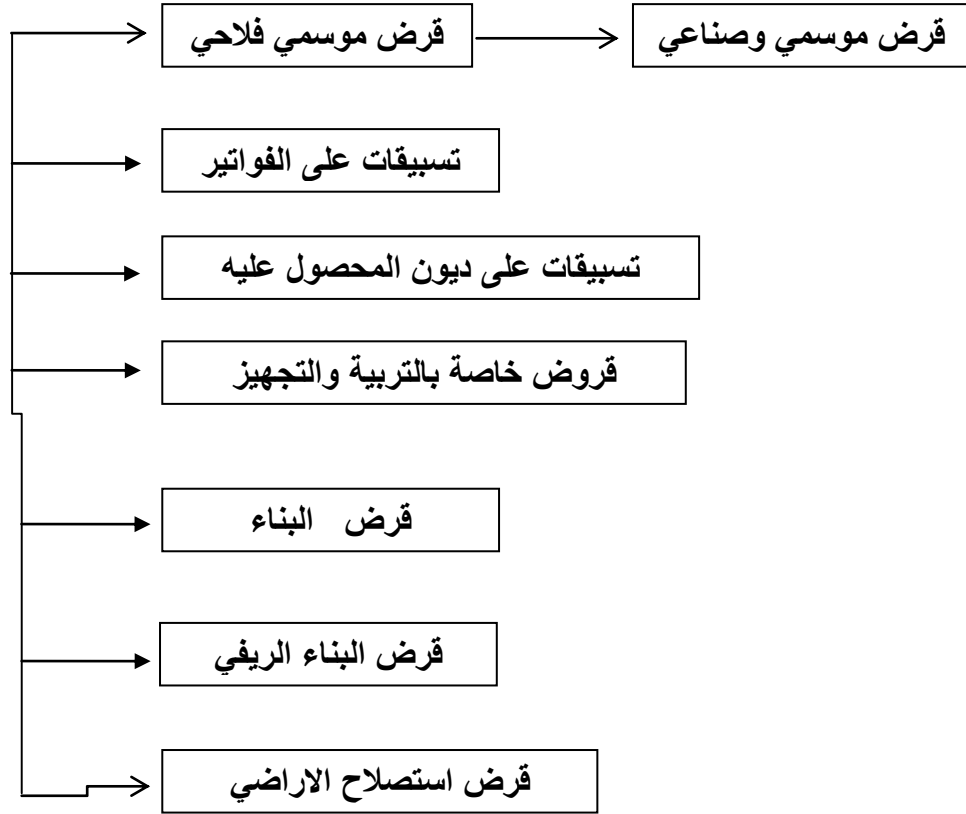 قرض موسمي فلاحي
قرض موسمي وصناعي
تسبيقات على الفواتير
تسبيقات على ديون المحصول عليه
قروض خاصة بالتربية والتجهيز
قرض البناء
قرض البناء الريفي
قرض استصلاح الاراضي